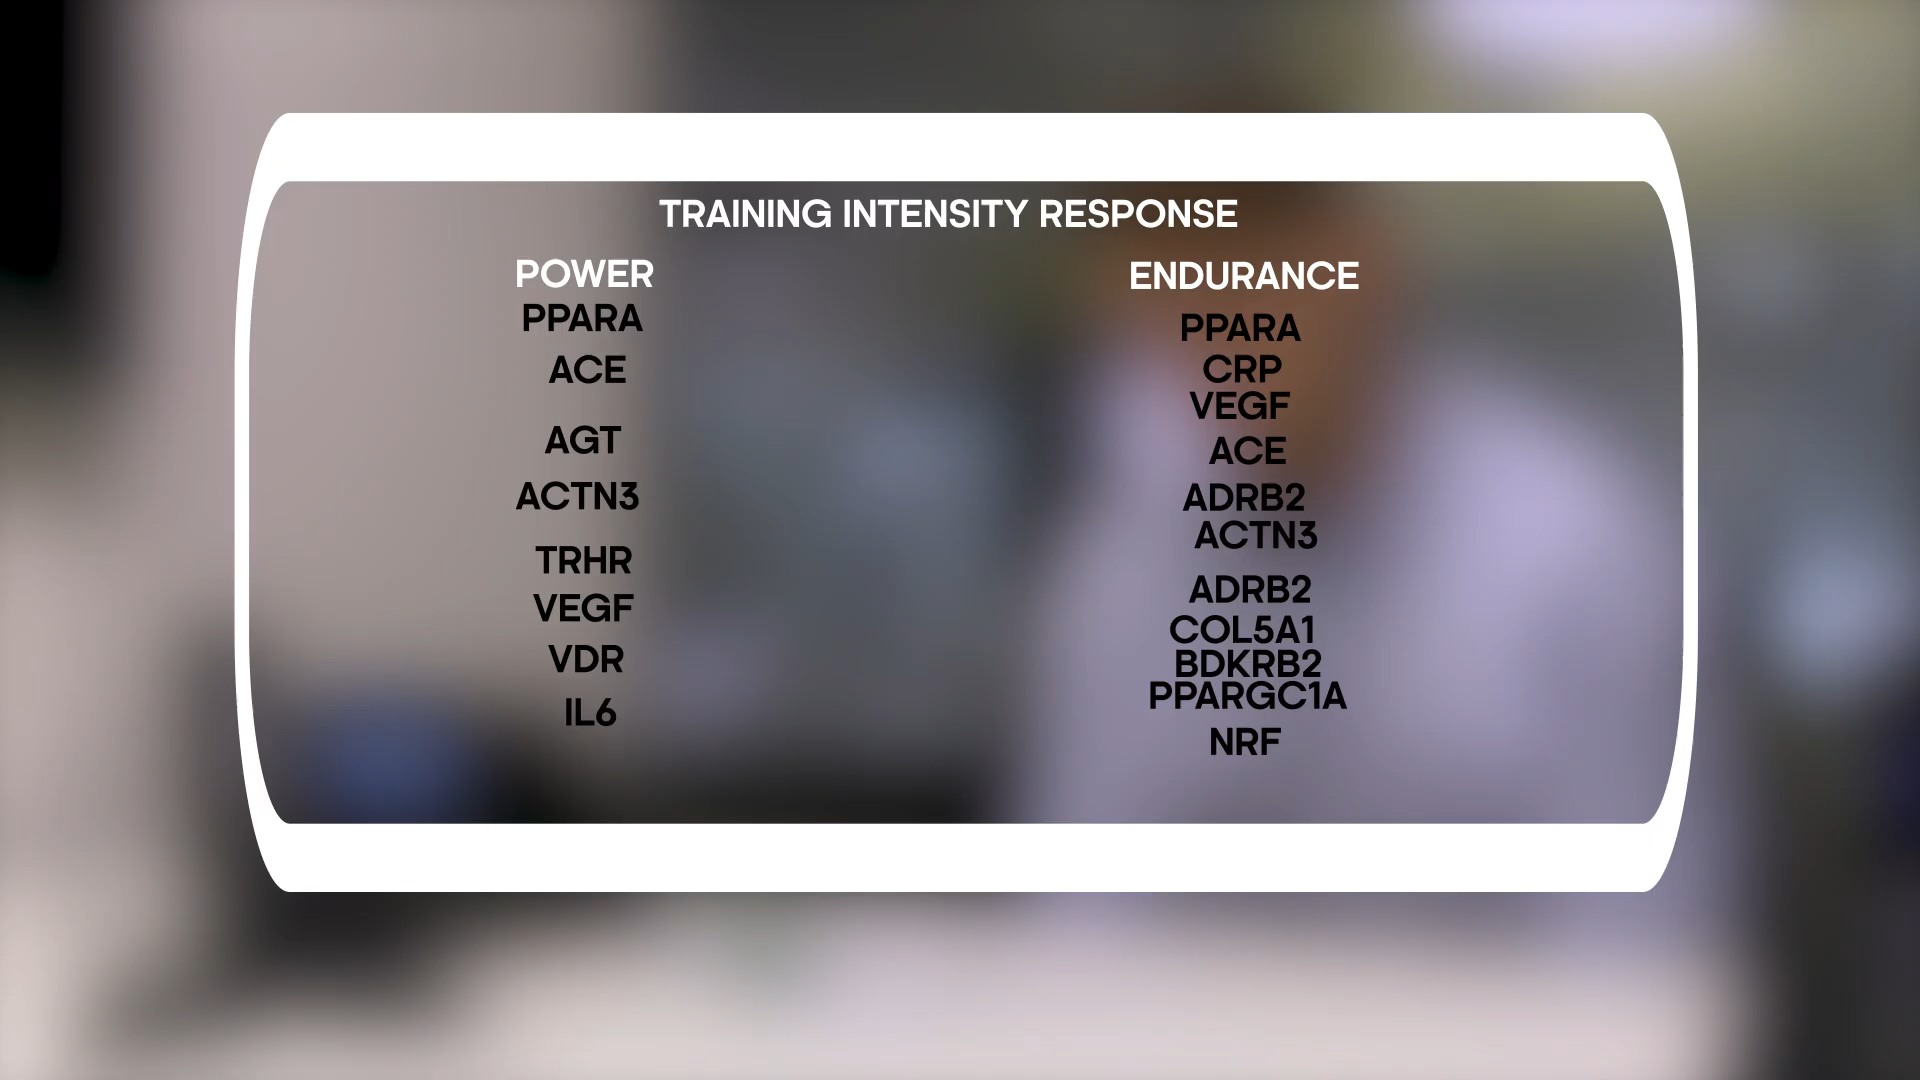 TRAINING INTENSITY RESPONSE
POWER
PPARA
ACE
AGT
ACTN3
TRHR
VEGF
VDR
IL6
ENDURANCE
PPARA
CRP
VEGF
ACE
ADRB2
ACTN3
ADRB2
COL5A1
BDKRB2
PPARGC1A
NRF